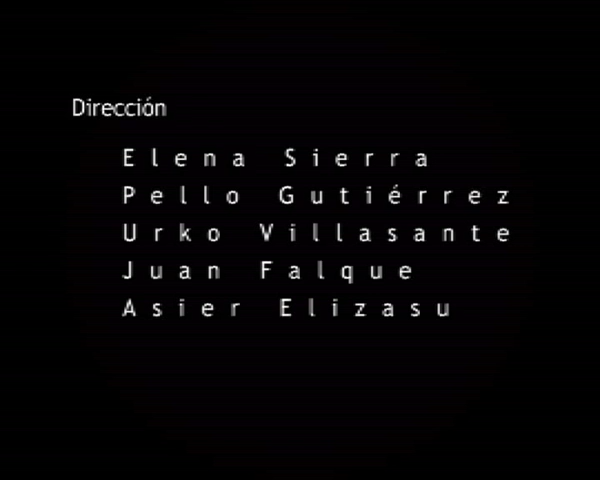 Dirección
Elena Sierra
Pello Gutiérrez
Urko Villasante
Juan Falque
Asier Elizasu